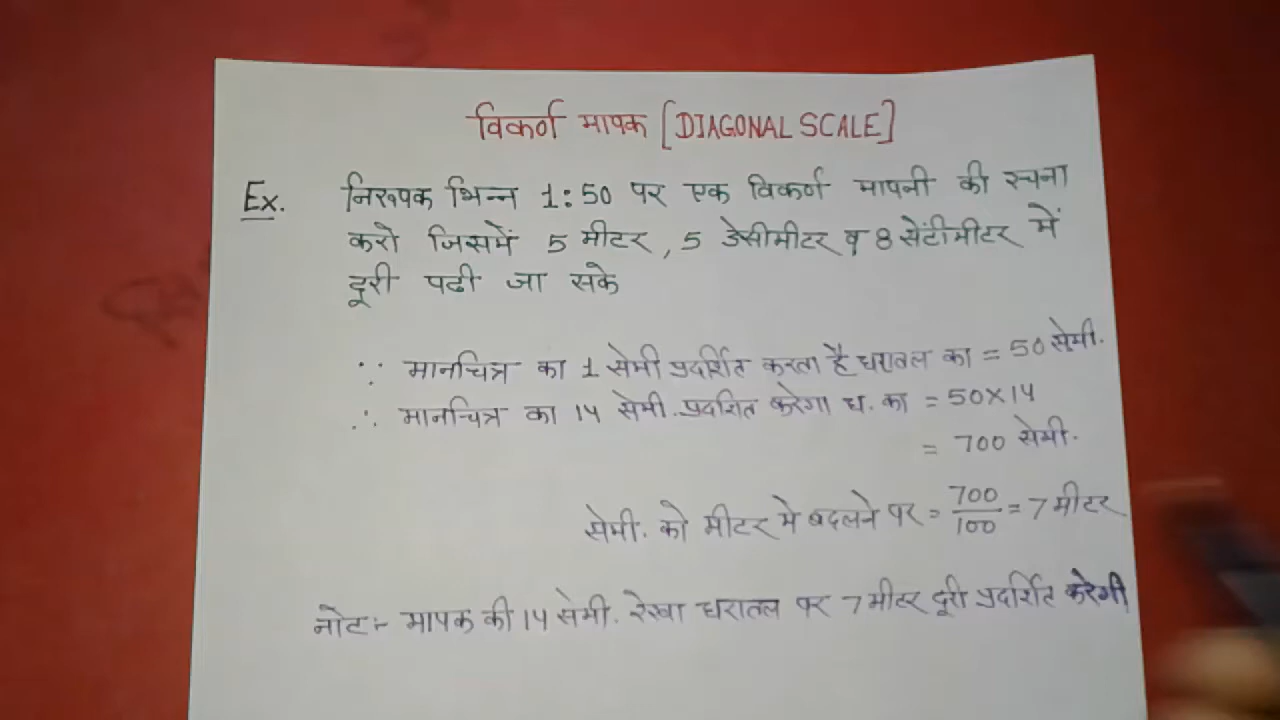 विकर्ण मापक [DIAGONAL SCALE]
Ex. निरूपक भिन्न 1:50 पर एक विकर्ण मापनी की रचना
करो जिसमें 5 मीटर, 5 डेसीमीटर व 8 सेंटीमीटर में
दूरी पढी जा सके
∵ मानचित्र का 1 सेमी प्रदर्शित करता है धरातल का = 50 सेमी.
∴ मानचित्र का 14 सेमी. प्रदर्शित करेगा ध. का = 50×14
= 700 सेमी.
सेमी. को मीटर मे बदलने पर = 700/100 = 7 मीटर
नोट:- मापक की 14 सेमी. रेखा धरातल पर 7 मीटर दूरी प्रदर्शित करेगी